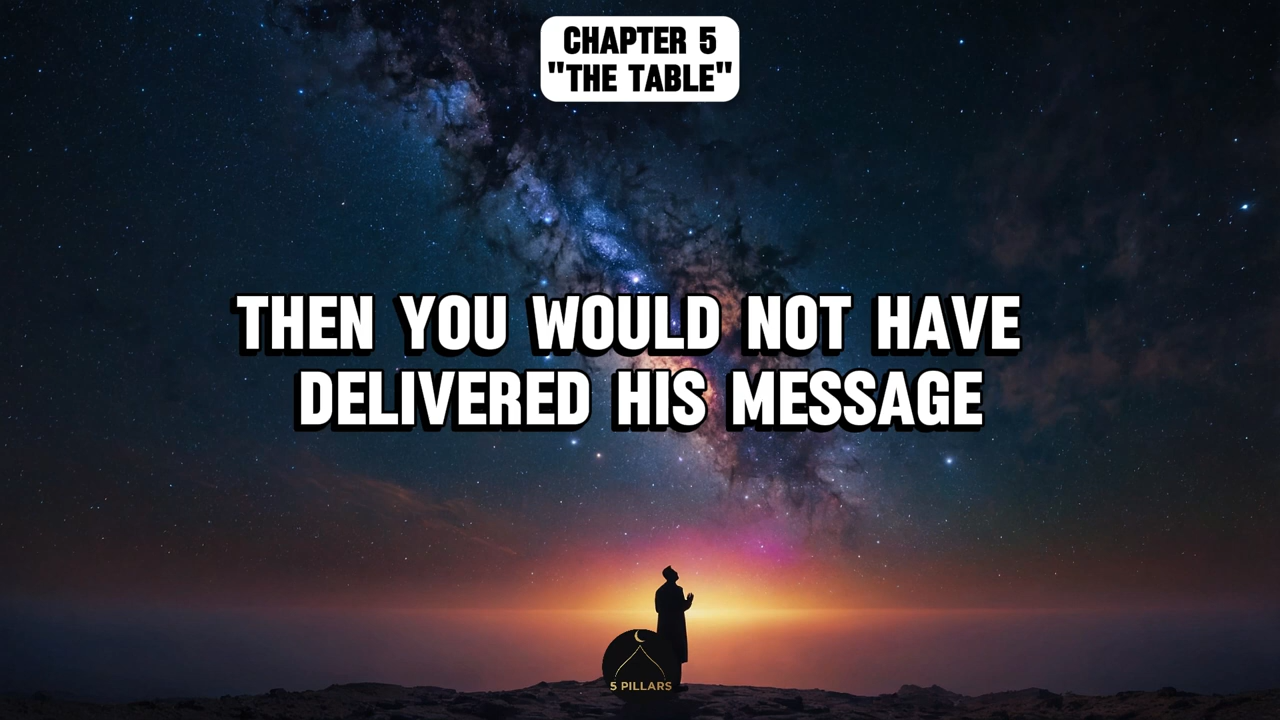 CHAPTER 5
"THE TABLE"
THEN YOU WOULD NOT HAVE
DELIVERED HIS MESSAGE
5 PILLARS